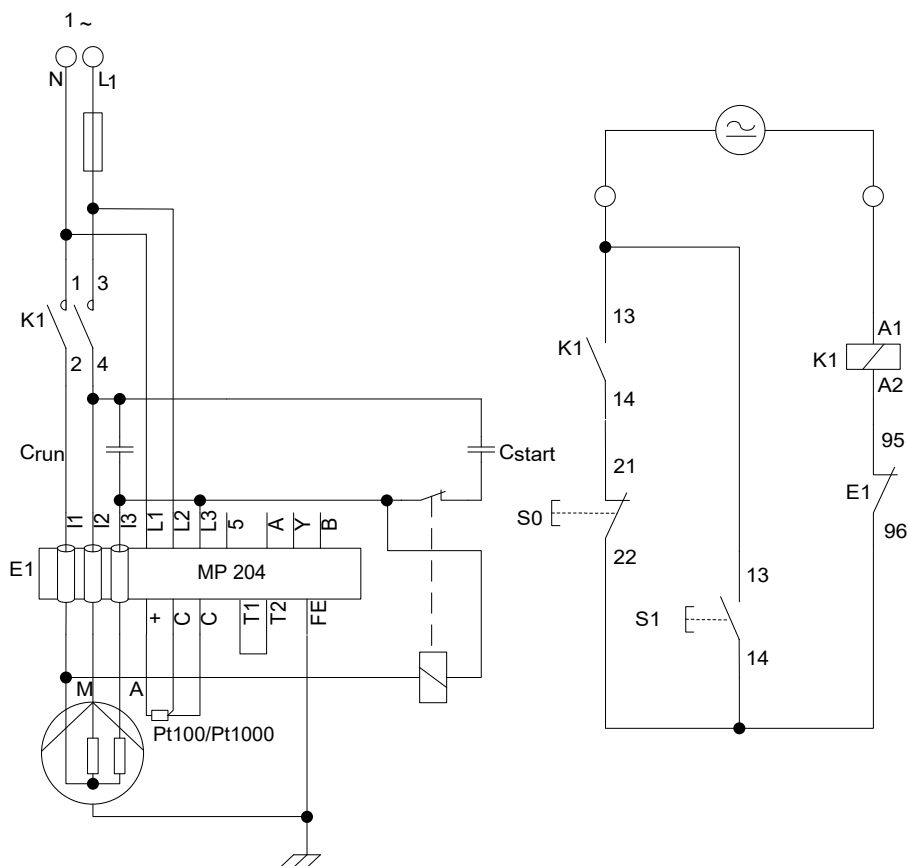 1 ~
N L1
1 3
K1
2 4
Crun
Cstart
I1 I2 I3 L1 L2 L3 5 A Y B
E1
MP 204
+ C C T1 T2 FE
M A
Pt100/Pt1000
13
K1
14
21
S0
22
13
S1
14
A1
K1
A2
95
E1
96